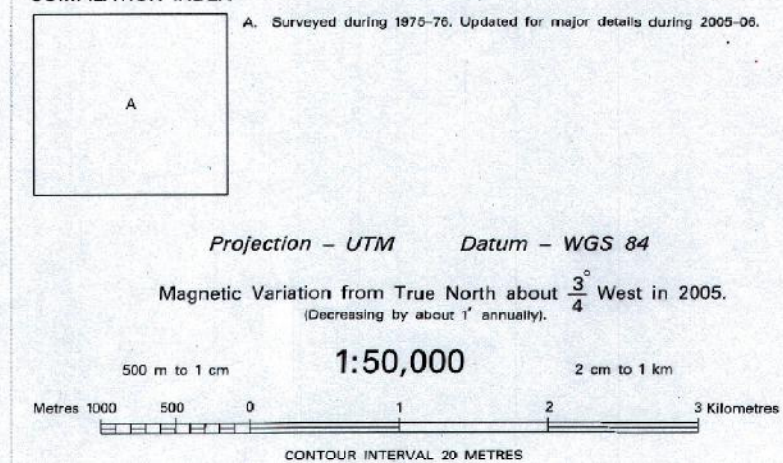 A. Surveyed during 1975-76. Updated for major details during 2005-06.
A
Projection – UTM Datum – WGS 84
Magnetic Variation from True North about 3/4° West in 2005.
(Decreasing by about 1' annually).
500 m to 1 cm 1:50,000 2 cm to 1 km
Metres 1000 500 0 1 2 3 Kilometres
CONTOUR INTERVAL 20 METRES